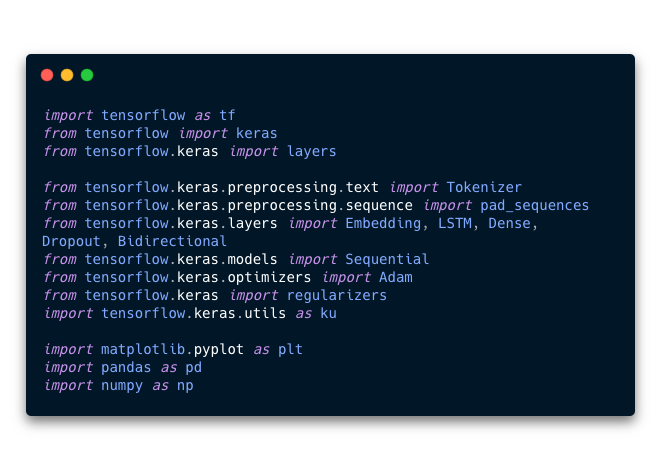 import tensorflow as tf
from tensorflow import keras
from tensorflow.keras import layers
from tensorflow.keras.preprocessing.text import Tokenizer
from tensorflow.keras.preprocessing.sequence import pad_sequences
from tensorflow.keras.layers import Embedding, LSTM, Dense,
Dropout, Bidirectional
from tensorflow.keras.models import Sequential
from tensorflow.keras.optimizers import Adam
from tensorflow.keras import regularizers
import tensorflow.keras.utils as ku
import matplotlib.pyplot as plt
import pandas as pd
import numpy as np